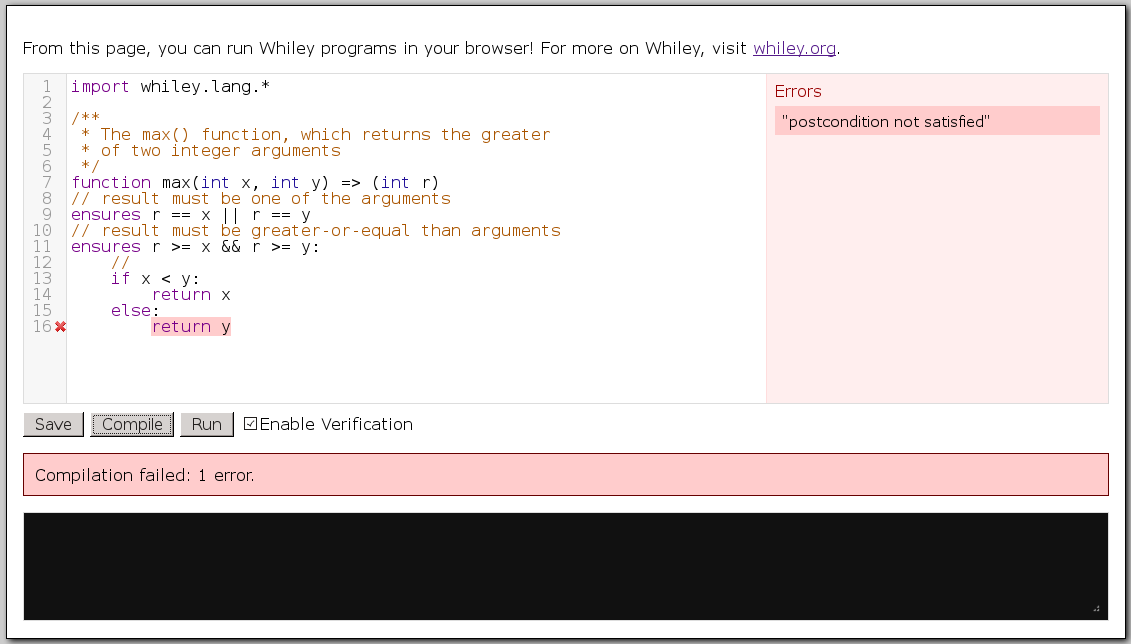 From this page, you can run Whiley programs in your browser! For more on Whiley, visit whiley.org.
1 import whiley.lang.*
2
3 /**
4  * The max() function, which returns the greater
5  * of two integer arguments
6  */
7 function max(int x, int y) => (int r)
8 // result must be one of the arguments
9 ensures r == x || r == y
10 // result must be greater-or-equal than arguments
11 ensures r >= x && r >= y:
12     //
13     if x < y:
14         return x
15     else:
16         return y
Errors
"postcondition not satisfied"
Save Compile Run Enable Verification
Compilation failed: 1 error.